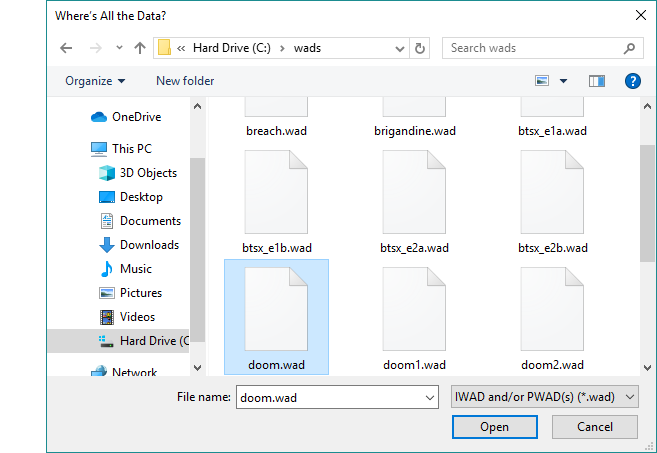 Where's All the Data?
« Hard Drive (C:) › wads
Search wads
Organize
New folder
?
OneDrive
This PC
3D Objects
Desktop
Documents
Downloads
Music
Pictures
Videos
Hard Drive (C
Network
breach.wad
brigandine.wad
btsx_e1a.wad
btsx_e1b.wad
btsx_e2a.wad
btsx_e2b.wad
doom.wad
doom1.wad
doom2.wad
File name: doom.wad
IWAD and/or PWAD(s) (*.wad)
Open
Cancel